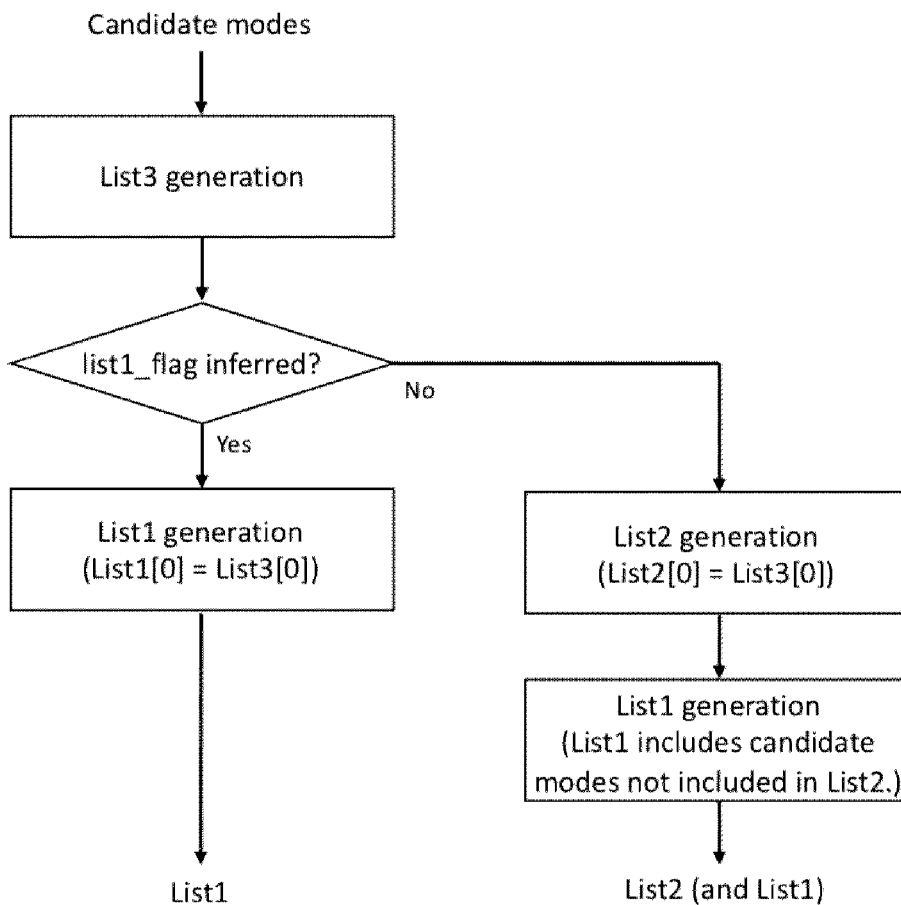 Candidate modes
List3 generation
list1_flag inferred?
No
Yes
List1 generation
(List1[0] = List3[0])
List2 generation
(List2[0] = List3[0])
List1 generation
(List1 includes candidate
modes not included in List2.)
List1
List2 (and List1)